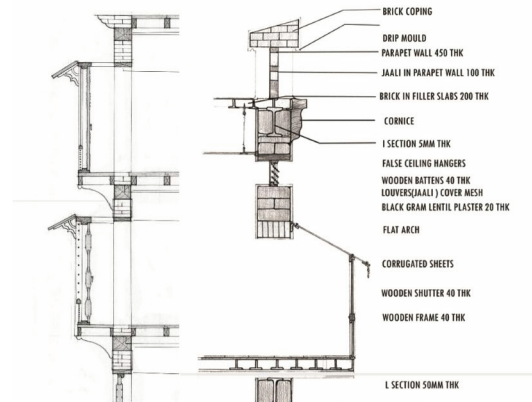 BRICK COPING
DRIP MOULD
PARAPET WALL 450 THK
JAALI IN PARAPET WALL 100 THK
BRICK IN FILLER SLABS 200 THK
CORNICE
I SECTION 5MM THK
FALSE CEILING HANGERS
WOODEN BATTENS 40 THK
LOUVERS(JAALI ) COVER MESH
BLACK GRAM LENTIL PLASTER 20 THK
FLAT ARCH
CORRUGATED SHEETS
WOODEN SHUTTER 40 THK
WOODEN FRAME 40 THK
L SECTION 50MM THK